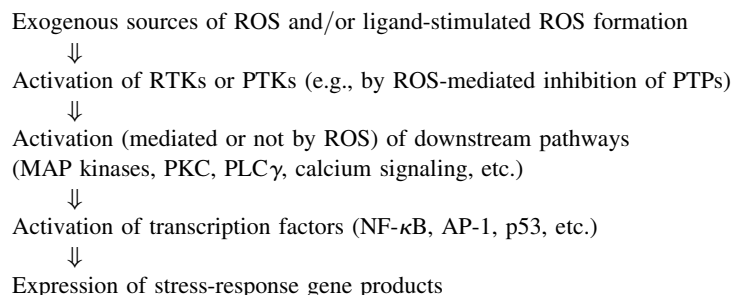 Exogenous sources of ROS and/or ligand-stimulated ROS formation
⇓
Activation of RTKs or PTKs (e.g., by ROS-mediated inhibition of PTPs)
⇓
Activation (mediated or not by ROS) of downstream pathways
(MAP kinases, PKC, PLCγ, calcium signaling, etc.)
⇓
Activation of transcription factors (NF-κB, AP-1, p53, etc.)
⇓
Expression of stress-response gene products